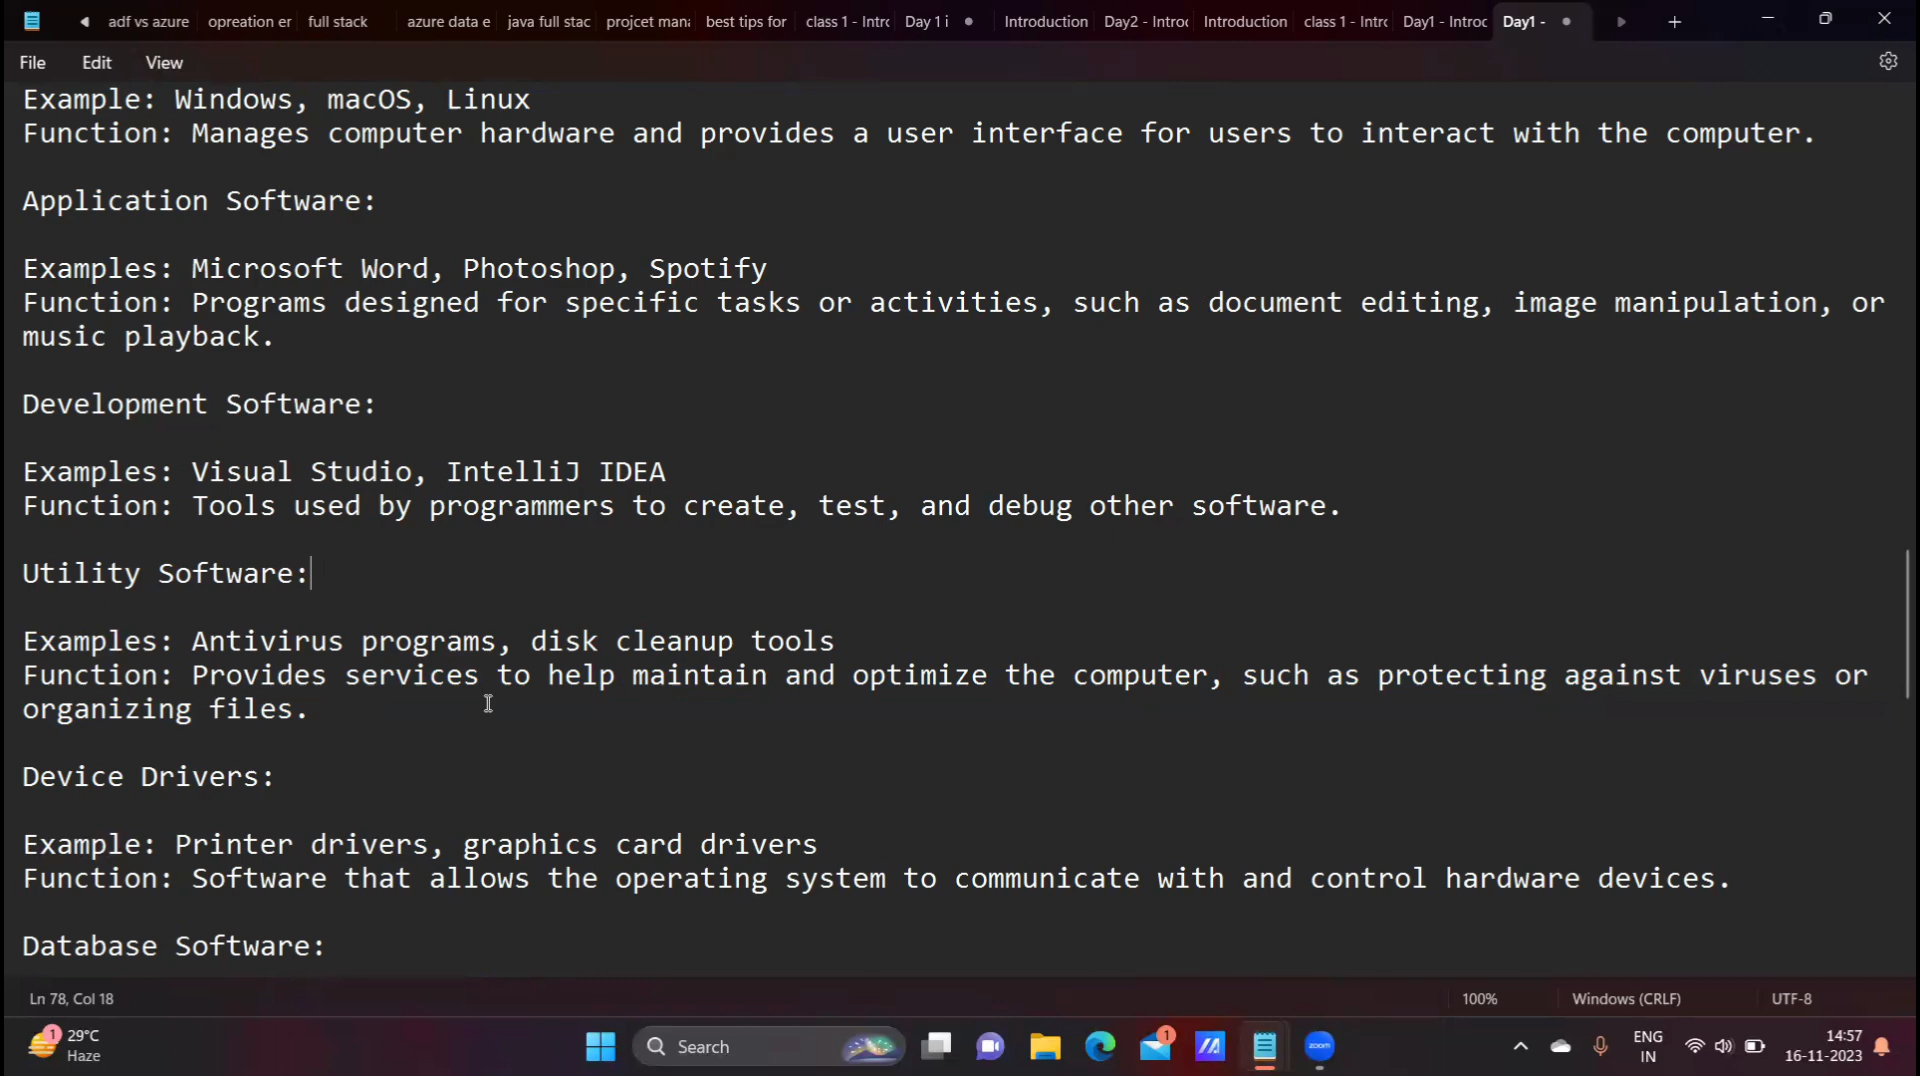 adf vs azure opreation er full stack azure data e java full stac projcet mana best tips for class 1 - Intro Day 1 i Introduction Day2 - Introc Introduction class 1 - Intro Day1 - Introc Day1 -
File Edit View
Example: Windows, macOS, Linux
Function: Manages computer hardware and provides a user interface for users to interact with the computer.
Application Software:
Examples: Microsoft Word, Photoshop, Spotify
Function: Programs designed for specific tasks or activities, such as document editing, image manipulation, or
music playback.
Development Software:
Examples: Visual Studio, IntelliJ IDEA
Function: Tools used by programmers to create, test, and debug other software.
Utility Software:
Examples: Antivirus programs, disk cleanup tools
Function: Provides services to help maintain and optimize the computer, such as protecting against viruses or
organizing files.
Device Drivers:
Example: Printer drivers, graphics card drivers
Function: Software that allows the operating system to communicate with and control hardware devices.
Database Software:
Ln 78, Col 18 100% Windows (CRLF) UTF-8
1 29°C
Haze
Search
1
zoom
ENG
IN
14:57
16-11-2023